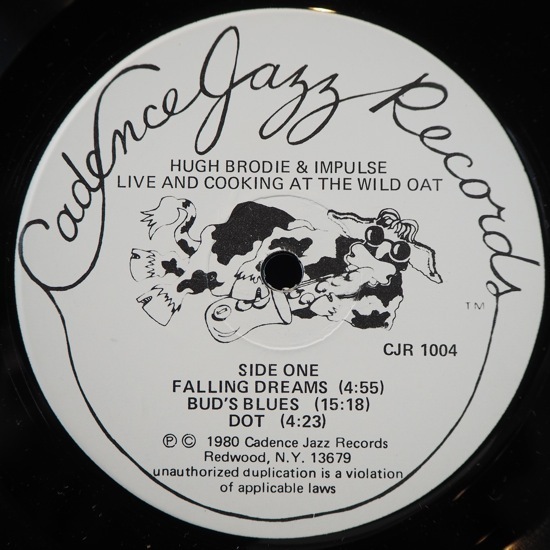 Cadence Jazz Records
TM
HUGH BRODIE & IMPULSE
LIVE AND COOKING AT THE WILD OAT
CJR 1004
SIDE ONE
FALLING DREAMS (4:55)
BUD'S BLUES (15:18)
DOT (4:23)
Ⓟ © 1980 Cadence Jazz Records
Redwood, N.Y. 13679
unauthorized duplication is a violation
of applicable laws